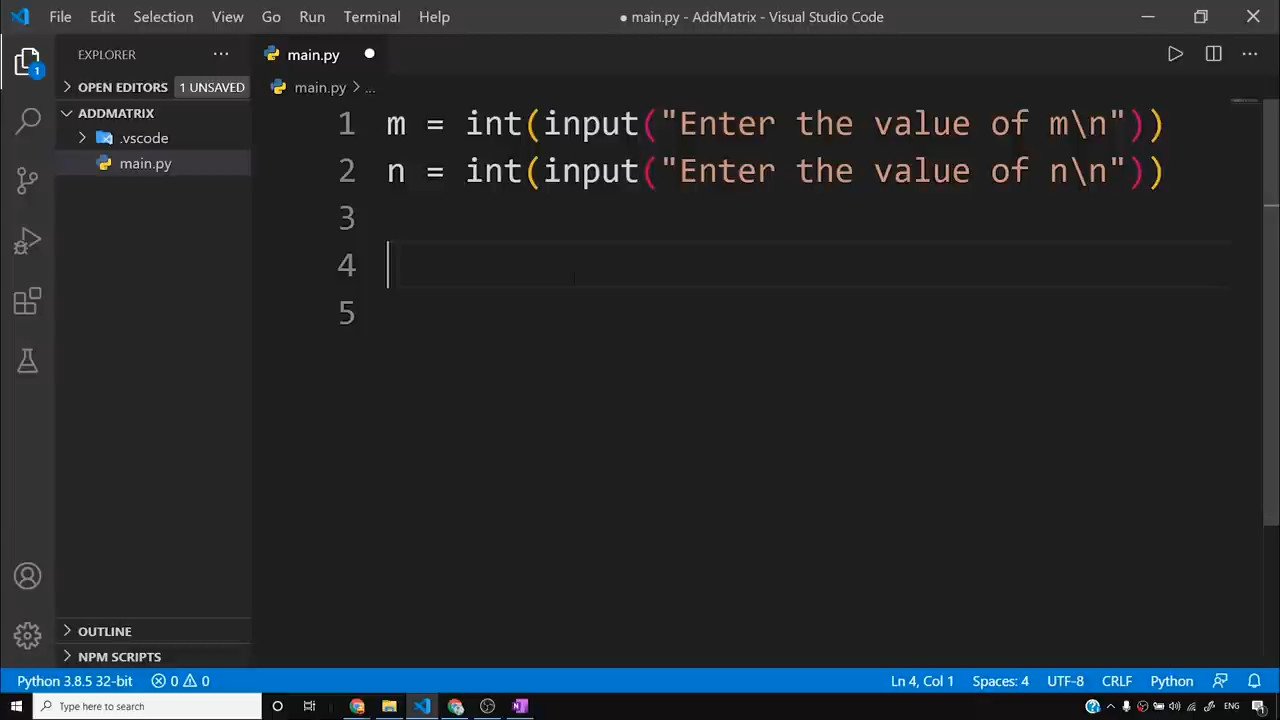 File Edit Selection View Go Run Terminal Help
● main.py - AddMatrix - Visual Studio Code
EXPLORER ...
main.py
OPEN EDITORS 1 UNSAVED
main.py > ...
ADDMATRIX
.vscode
main.py
1
1 m = int(input("Enter the value of m\n"))
2 n = int(input("Enter the value of n\n"))
3
4
5
OUTLINE
NPM SCRIPTS
Python 3.8.5 32-bit 0 0 Ln 4, Col 1 Spaces: 4 UTF-8 CRLF Python
Type here to search
ENG